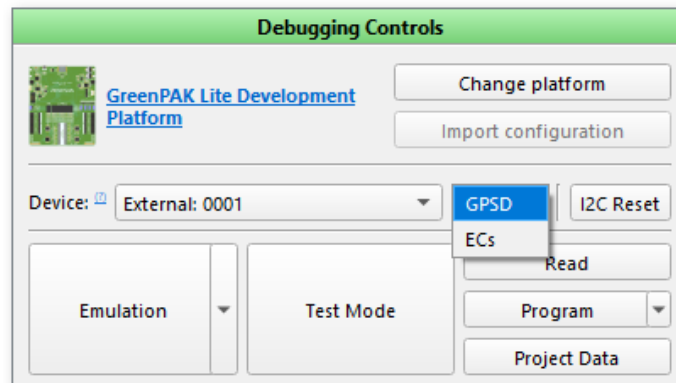 Debugging Controls
GreenPAK Lite Development
Platform
Change platform
Import configuration
Device: [?] External: 0001 GPSD I2C Reset
ECs
Emulation
Test Mode
Read
Program
Project Data